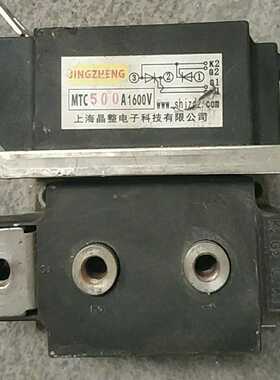 JINGZHENG
MTC500A1600V
③ ② ①
K2
G2
G1
www.shjzdz.
上海晶整电子科技有限公司